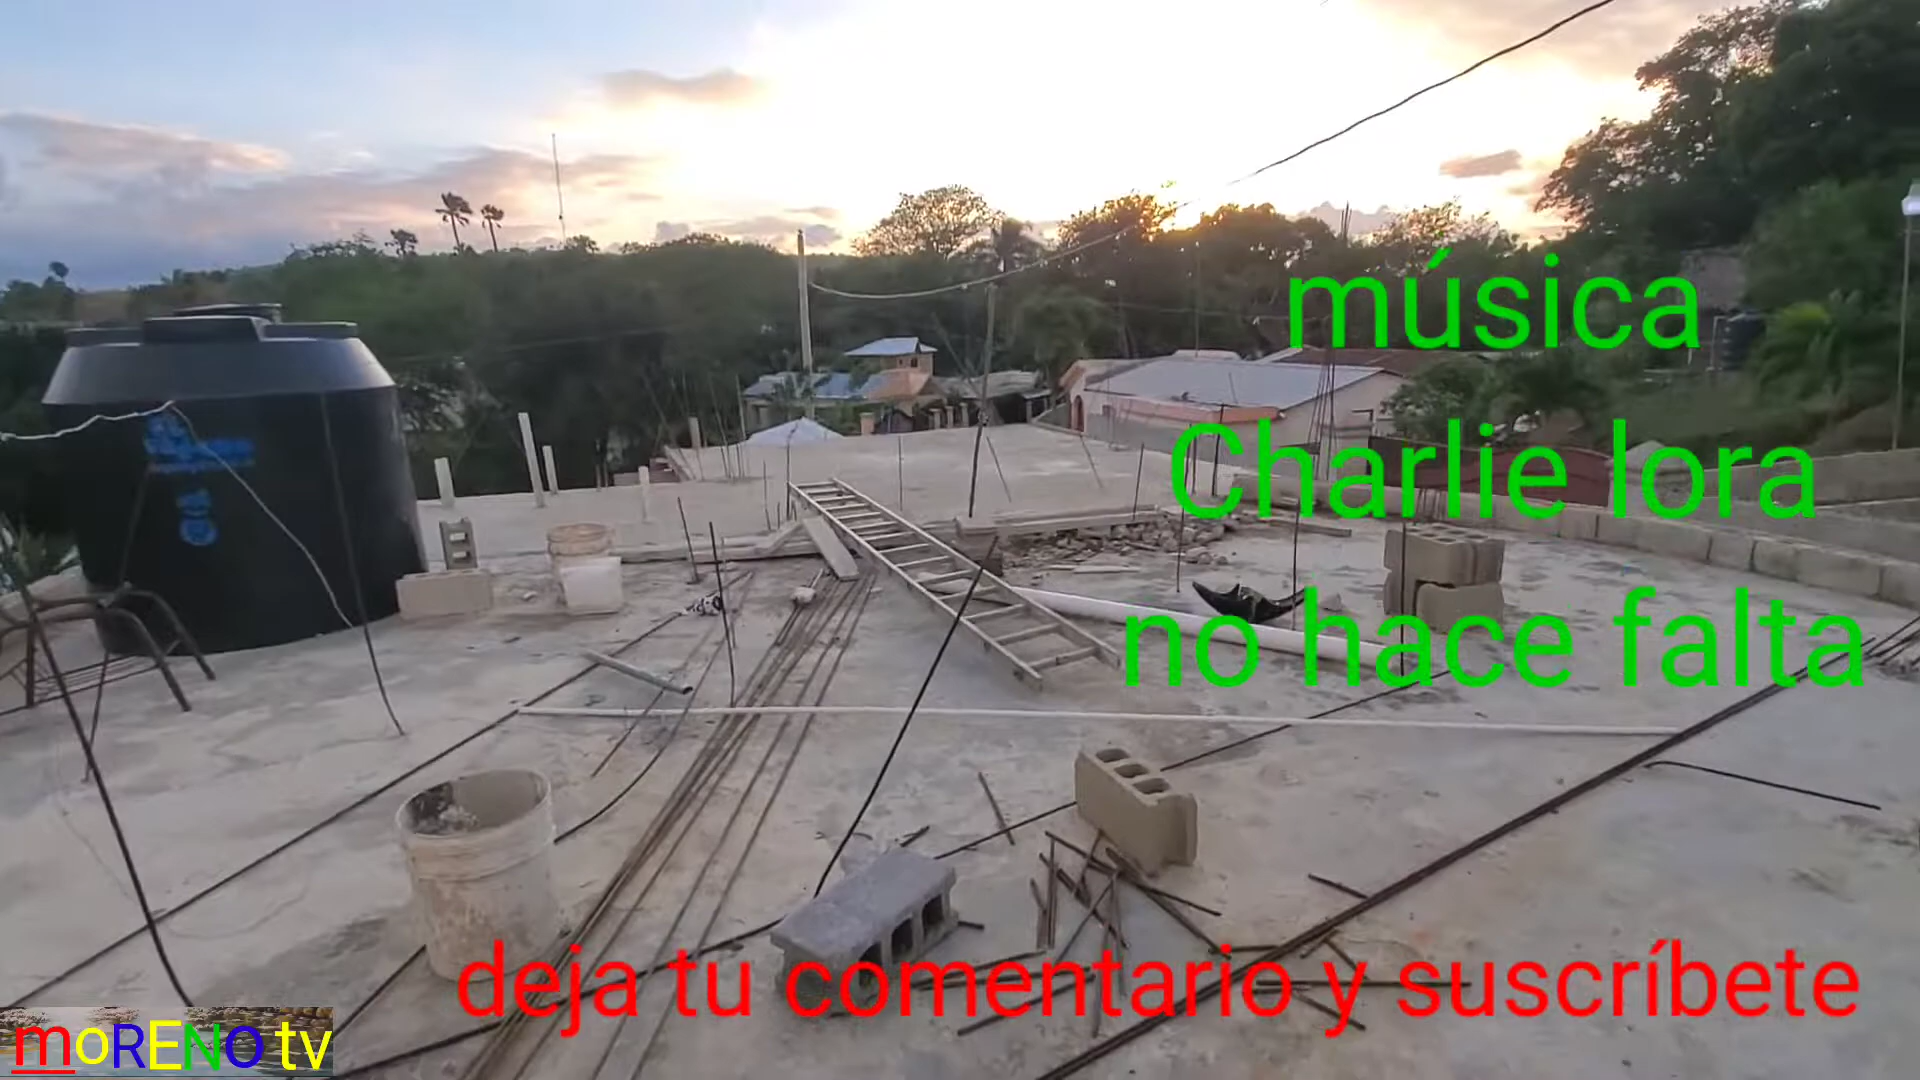 música
Charlie lora
no hace falta
deja tu comentario y suscríbete
moRENO tv